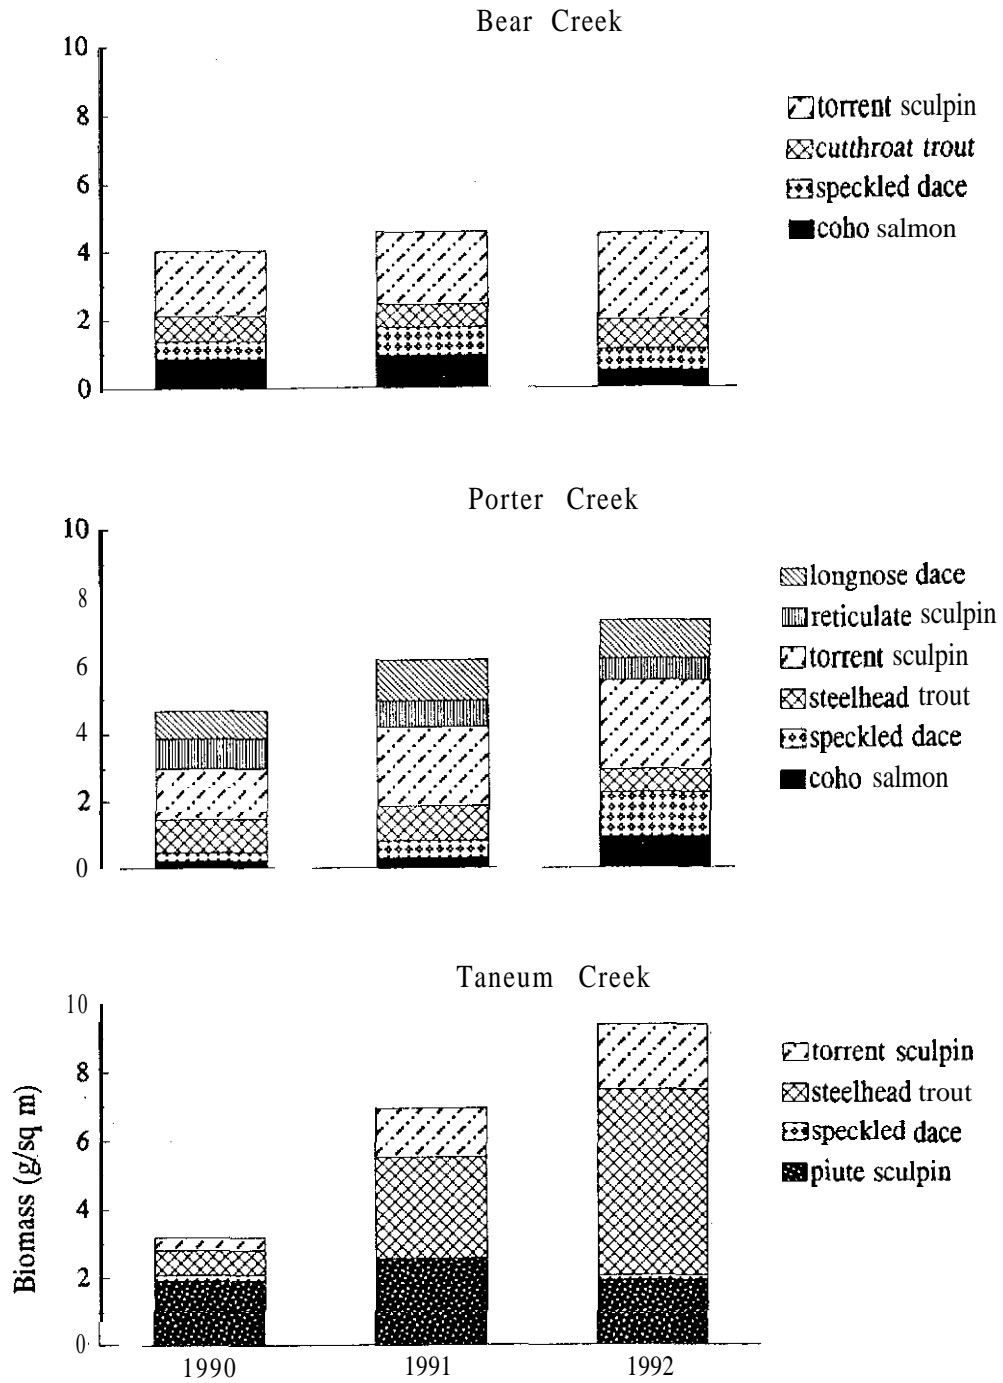 Bear Creek
10
8
6
4
2
0
torrent sculpin
cutthroat trout
speckled dace
coho salmon
Porter Creek
10
8
6
4
2
0
longnose dace
reticulate sculpin
torrent sculpin
steelhead trout
speckled dace
coho salmon
Taneum Creek
Biomass (g/sq m)
10
8
6
4
2
0
torrent sculpin
steelhead trout
speckled dace
piute sculpin
1990 1991 1992